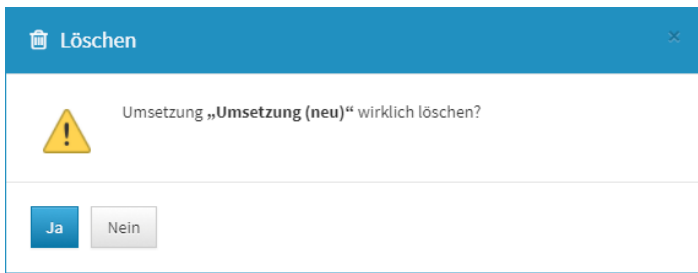 Löschen
×
Umsetzung „Umsetzung (neu)“ wirklich löschen?
Ja
Nein